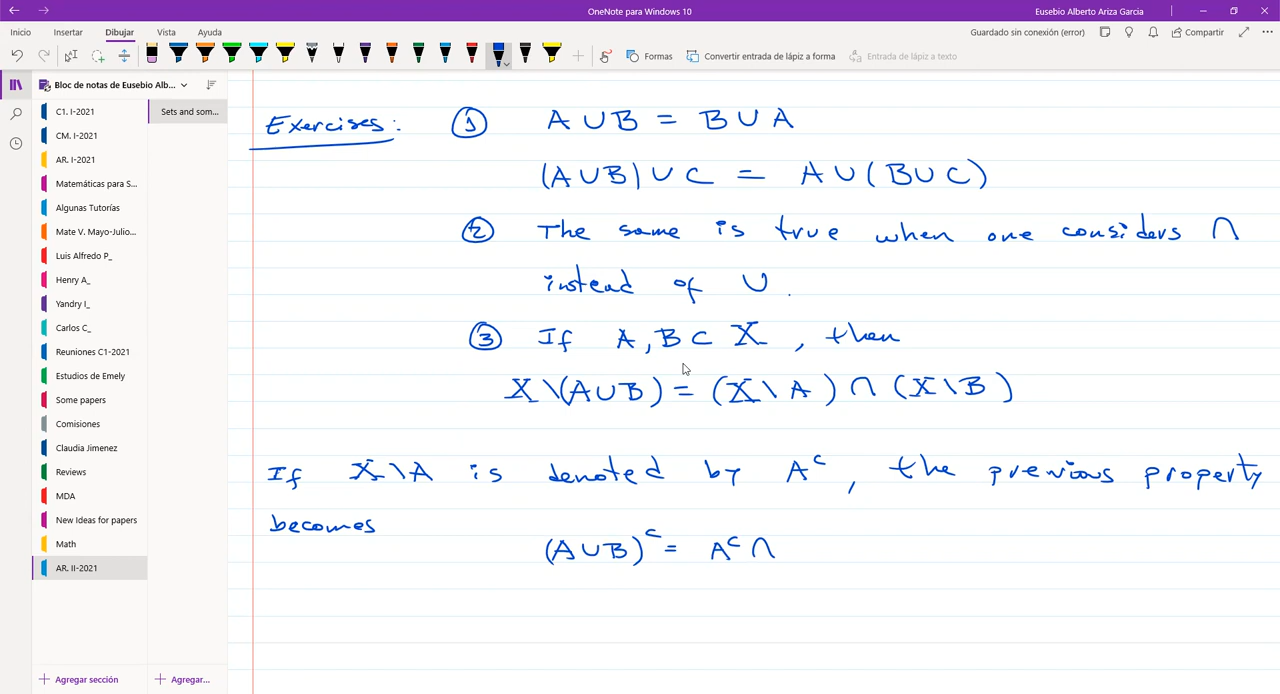 OneNote para Windows 10
Eusebio Alberto Ariza Garcia
Inicio
Insertar
Dibujar
Vista
Ayuda
Guardado sin conexión (error)
Compartir
Formas
Convertir entrada de lápiz a forma
Entrada de lápiz a texto
Bloc de notas de Eusebio Alb...
C1. I-2021
CM. I-2021
AR. I-2021
Matemáticas para S...
Algunas Tutorías
Mate V. Mayo-Julio...
Luis Alfredo P_
Henry A_
Yandry I_
Carlos C_
Reuniones C1-2021
Estudios de Emely
Some papers
Comisiones
Claudia Jimenez
Reviews
MDA
New Ideas for papers
Math
AR. II-2021
Agregar sección
Sets and som...
Agregar...
Exercises: ① A ∪ B = B ∪ A
(A ∪ B) ∪ C = A ∪ (B ∪ C)
② The same is true when one considers ∩
instead of ∪.
③ If A, B ⊂ X, then
X \ (A ∪ B) = (X \ A) ∩ (X \ B)
If X \ A is denoted by Aᶜ, the previous property
becomes
(A ∪ B)ᶜ = Aᶜ ∩